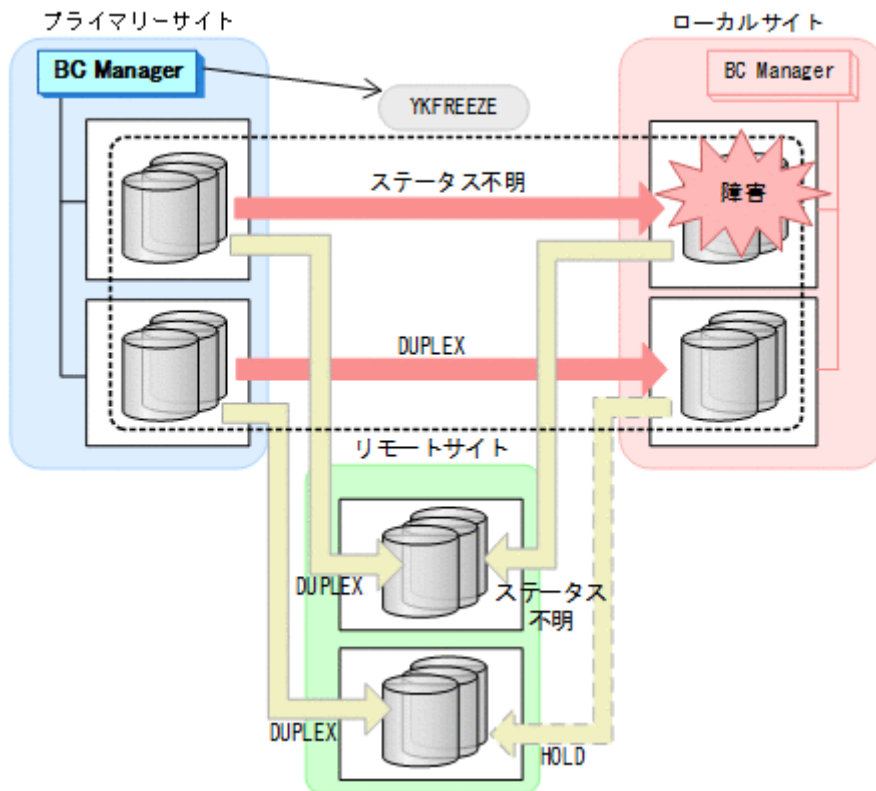 プライマリーサイト
ローカルサイト
BC Manager
BC Manager
YKFREEZE
ステータス不明
障害
DUPLEX
リモートサイト
DUPLEX
ステータス
不明
DUPLEX
HOLD